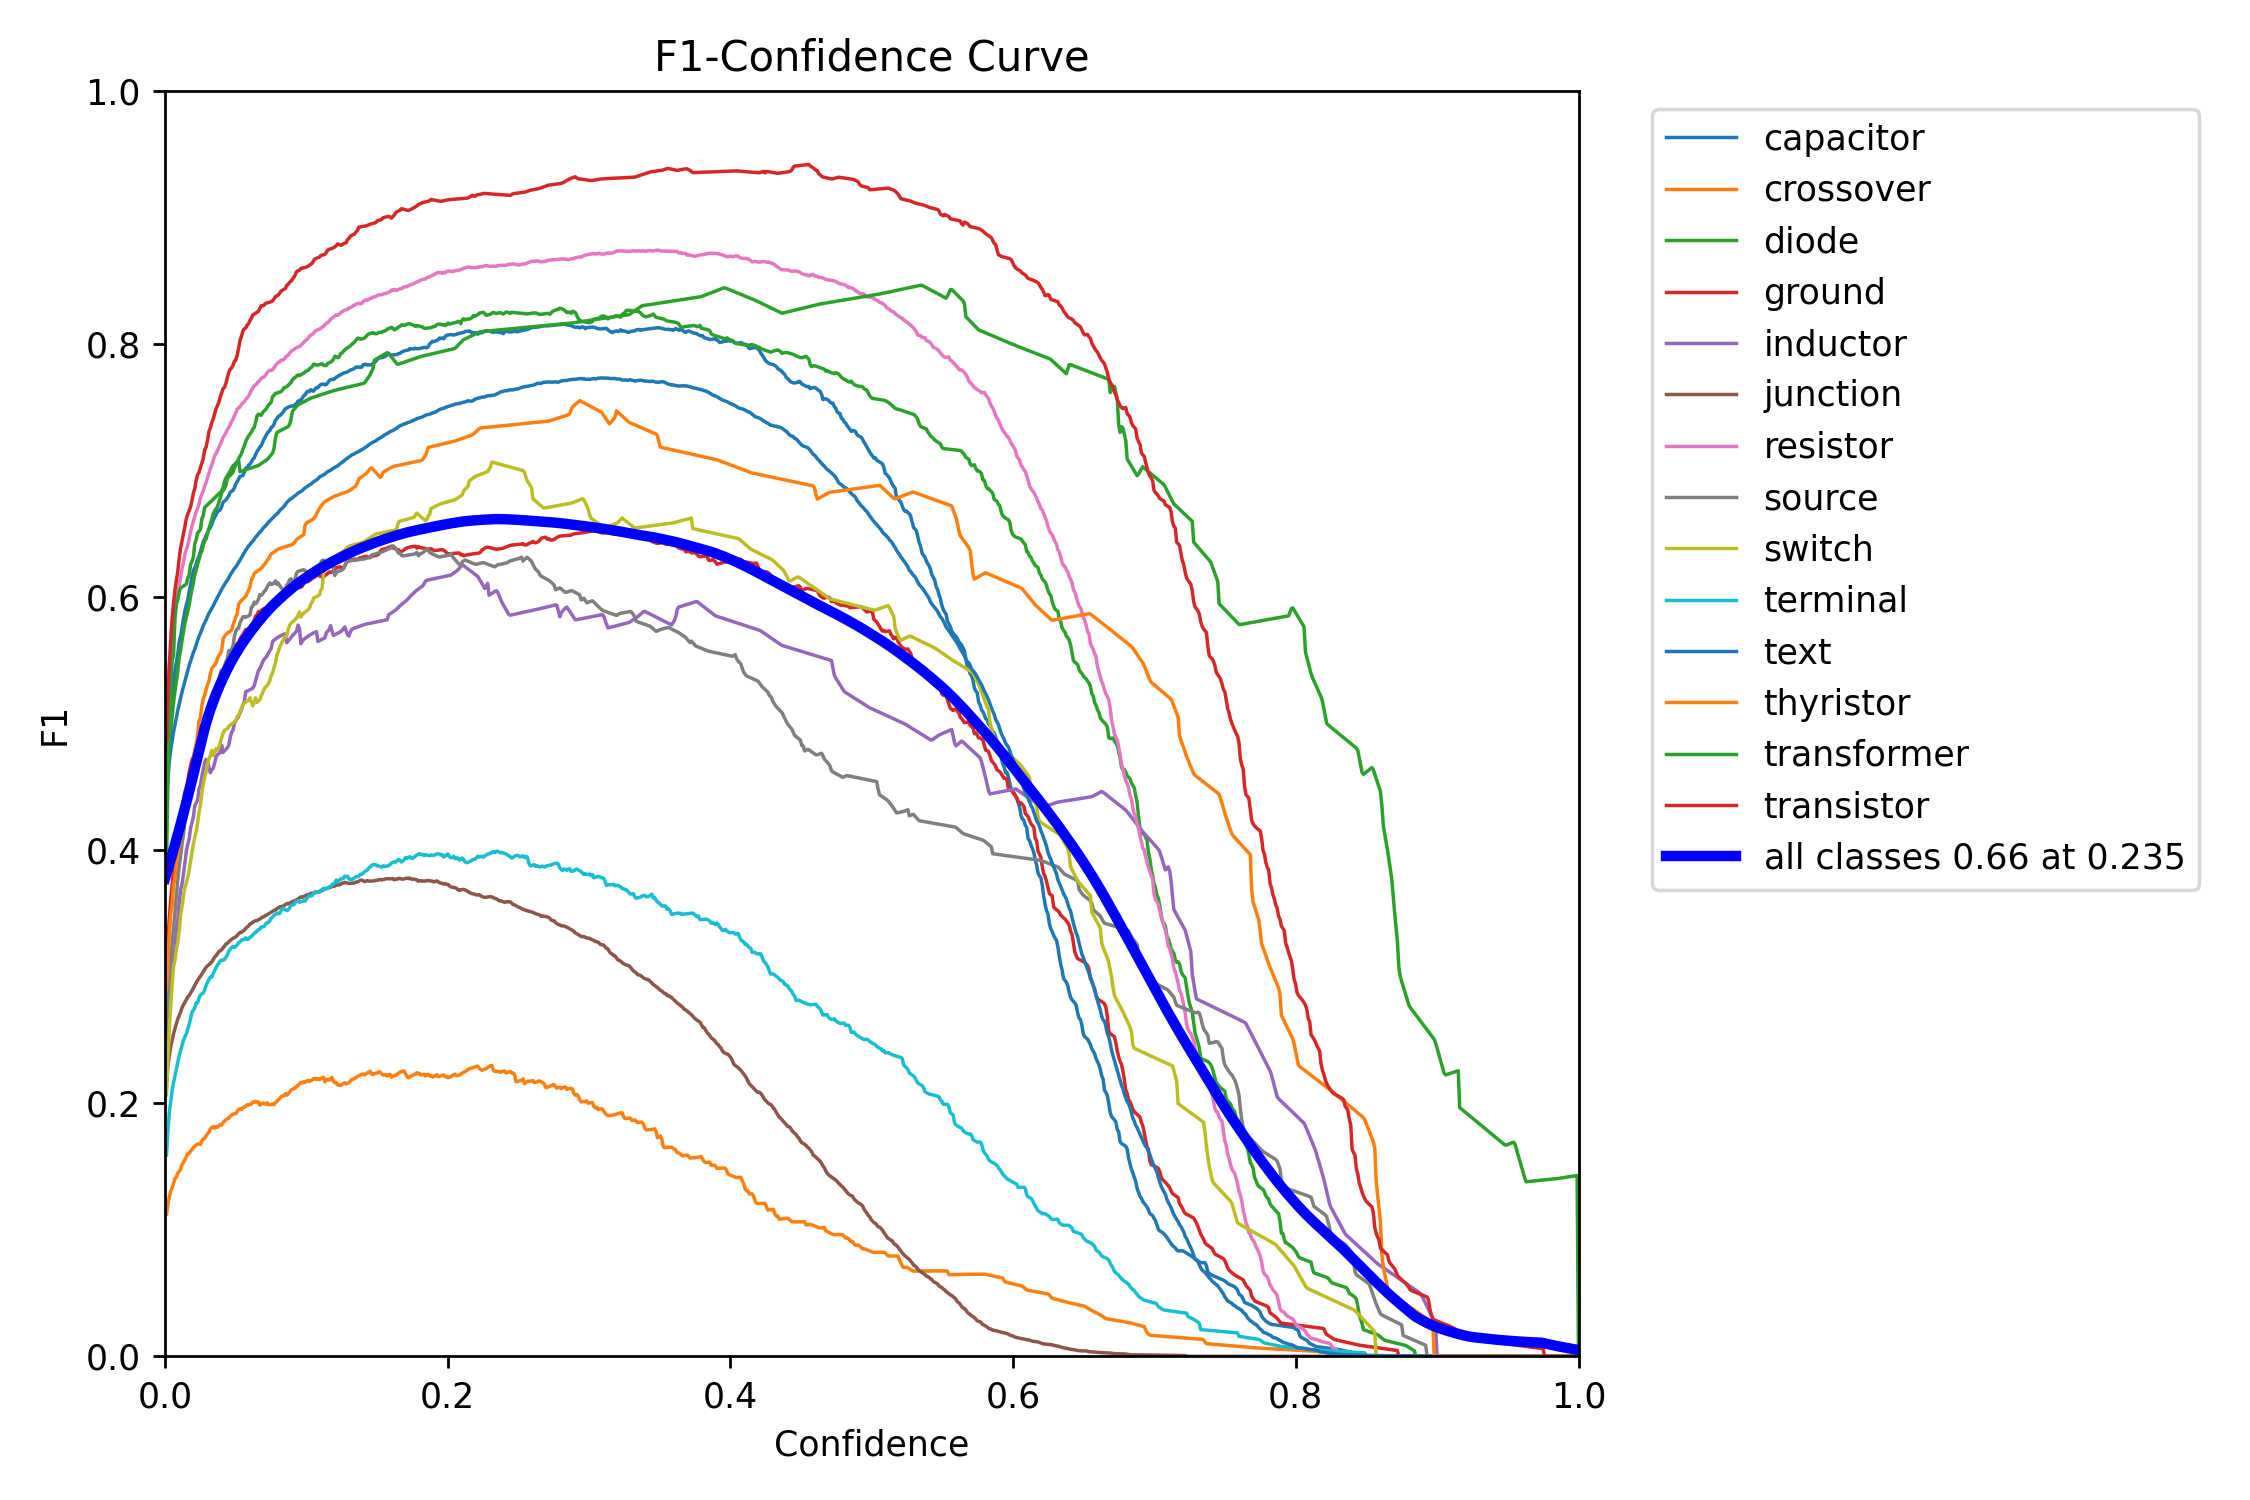 F1-Confidence Curve
1.0
0.8
0.6
0.4
0.2
0.0
F1
0.0 0.2 0.4 0.6 0.8 1.0
Confidence
capacitor
crossover
diode
ground
inductor
junction
resistor
source
switch
terminal
text
thyristor
transformer
transistor
all classes 0.66 at 0.235